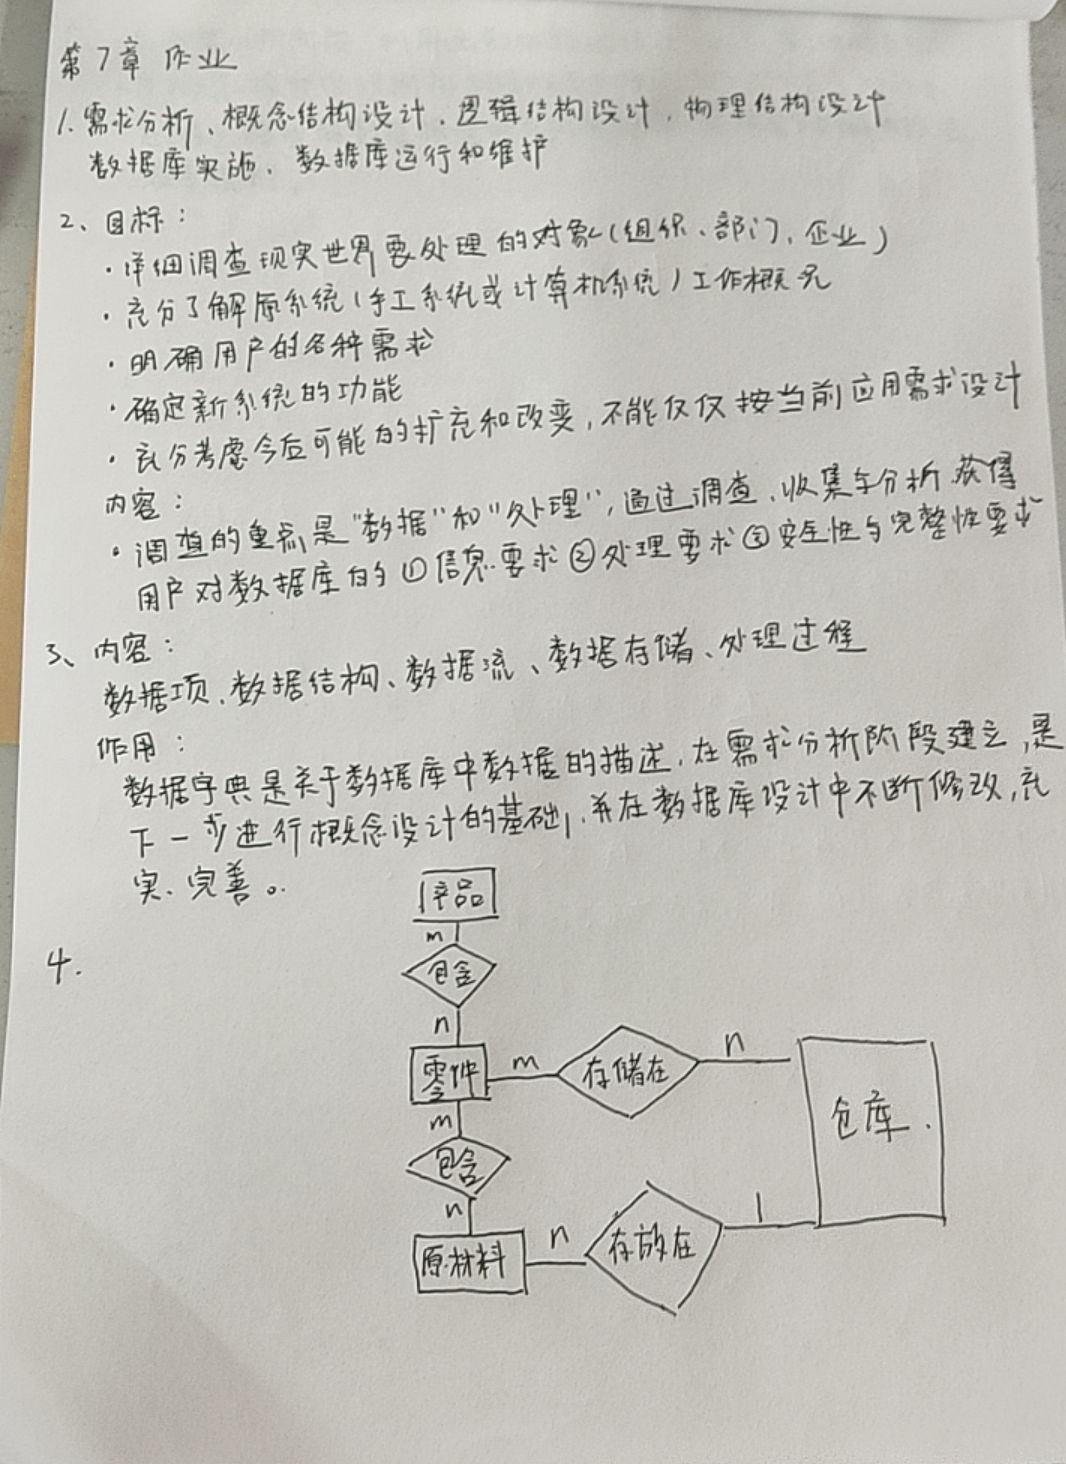 第7章 作业
1.需求分析、概念结构设计、逻辑结构设计，物理结构设计
数据库实施、数据库运行和维护
2、目标：
·详细调查现实世界要处理的对象(组织、部门、企业)
·充分了解原系统(手工系统或计算机系统)工作概况
·明确用户的各种需求
·确定新系统的功能
·充分考虑今后可能的扩充和改变，不能仅仅按当前应用需求设计
内容：
·调查的重点是"数据"和"处理"，通过调查、收集与分析获得
用户对数据库的①信息要求②处理要求③安全性与完整性要求
3、内容：
数据项、数据结构、数据流、数据存储、处理过程
作用：
数据字典是关于数据库中数据的描述，在需求分析阶段建立，是
下一步进行概念设计的基础，并在数据库设计中不断修改，充
实、完善。
4.
产品
m
包含
n
零件 m 存储在 n 仓库.
m
包含
n
原材料 n 存放在 1